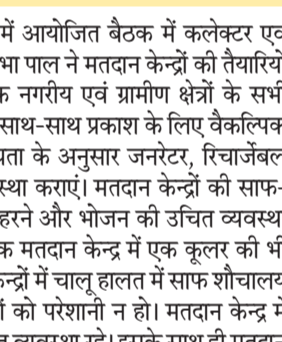 में आयोजित बैठक में कलेक्टर एवं
भा पाल ने मतदान केन्द्रों की तैयारियों
क नगरीय एवं ग्रामीण क्षेत्रों के सभी
साथ-साथ प्रकाश के लिए वैकल्पिक
यता के अनुसार जनरेटर, रिचार्जेबल
स्था कराएं। मतदान केन्द्रों की साफ-
हरने और भोजन की उचित व्यवस्था
क मतदान केन्द्र में एक कूलर की भी
न्द्रों में चालू हालत में साफ शौचालय
ं को परेशानी न हो। मतदान केन्द्र में